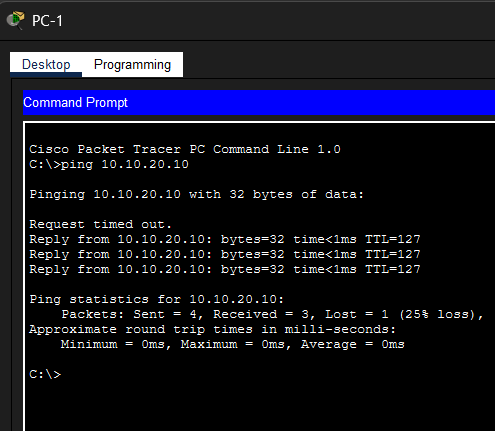 PC-1
Desktop Programming
Command Prompt
Cisco Packet Tracer PC Command Line 1.0
C:\>ping 10.10.20.10
Pinging 10.10.20.10 with 32 bytes of data:
Request timed out.
Reply from 10.10.20.10: bytes=32 time<1ms TTL=127
Reply from 10.10.20.10: bytes=32 time<1ms TTL=127
Reply from 10.10.20.10: bytes=32 time<1ms TTL=127
Ping statistics for 10.10.20.10:
Packets: Sent = 4, Received = 3, Lost = 1 (25% loss),
Approximate round trip times in milli-seconds:
Minimum = 0ms, Maximum = 0ms, Average = 0ms
C:\>